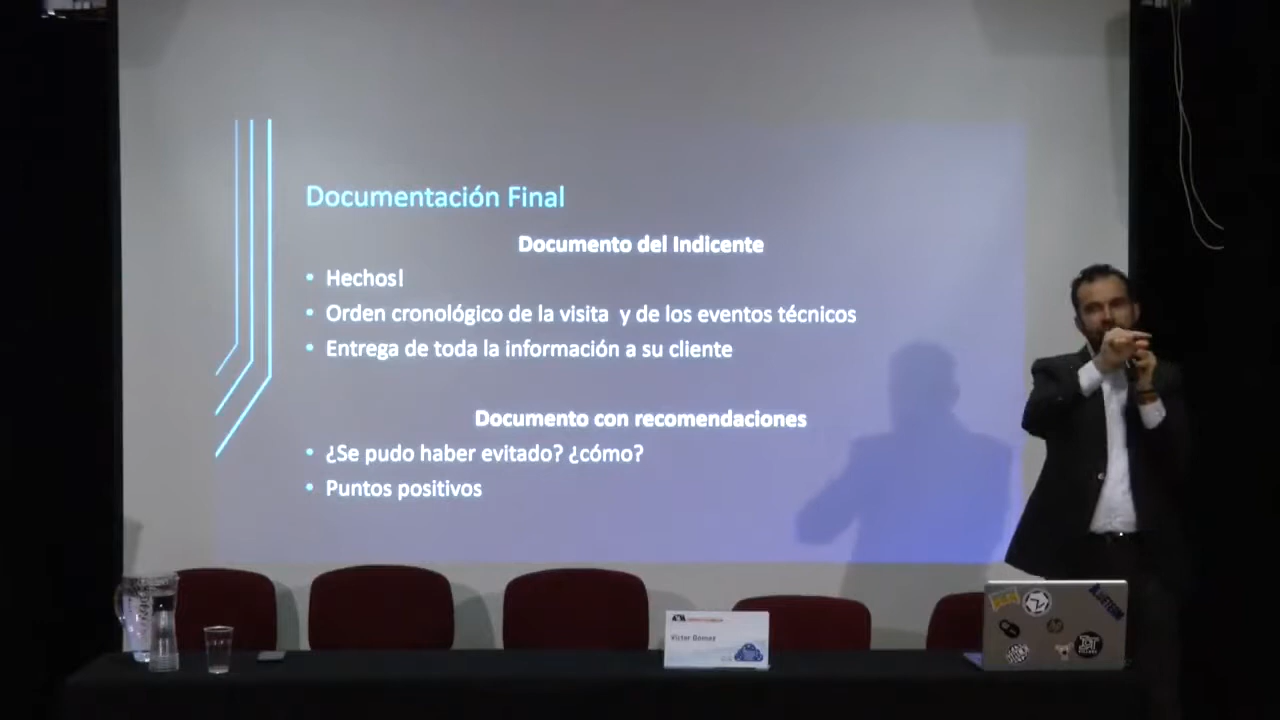 Documentación Final
Documento del Indicente
• Hechos!
• Orden cronológico de la visita y de los eventos técnicos
• Entrega de toda la información a su cliente
Documento con recomendaciones
• ¿Se pudo haber evitado? ¿cómo?
• Puntos positivos
Víctor Gómez